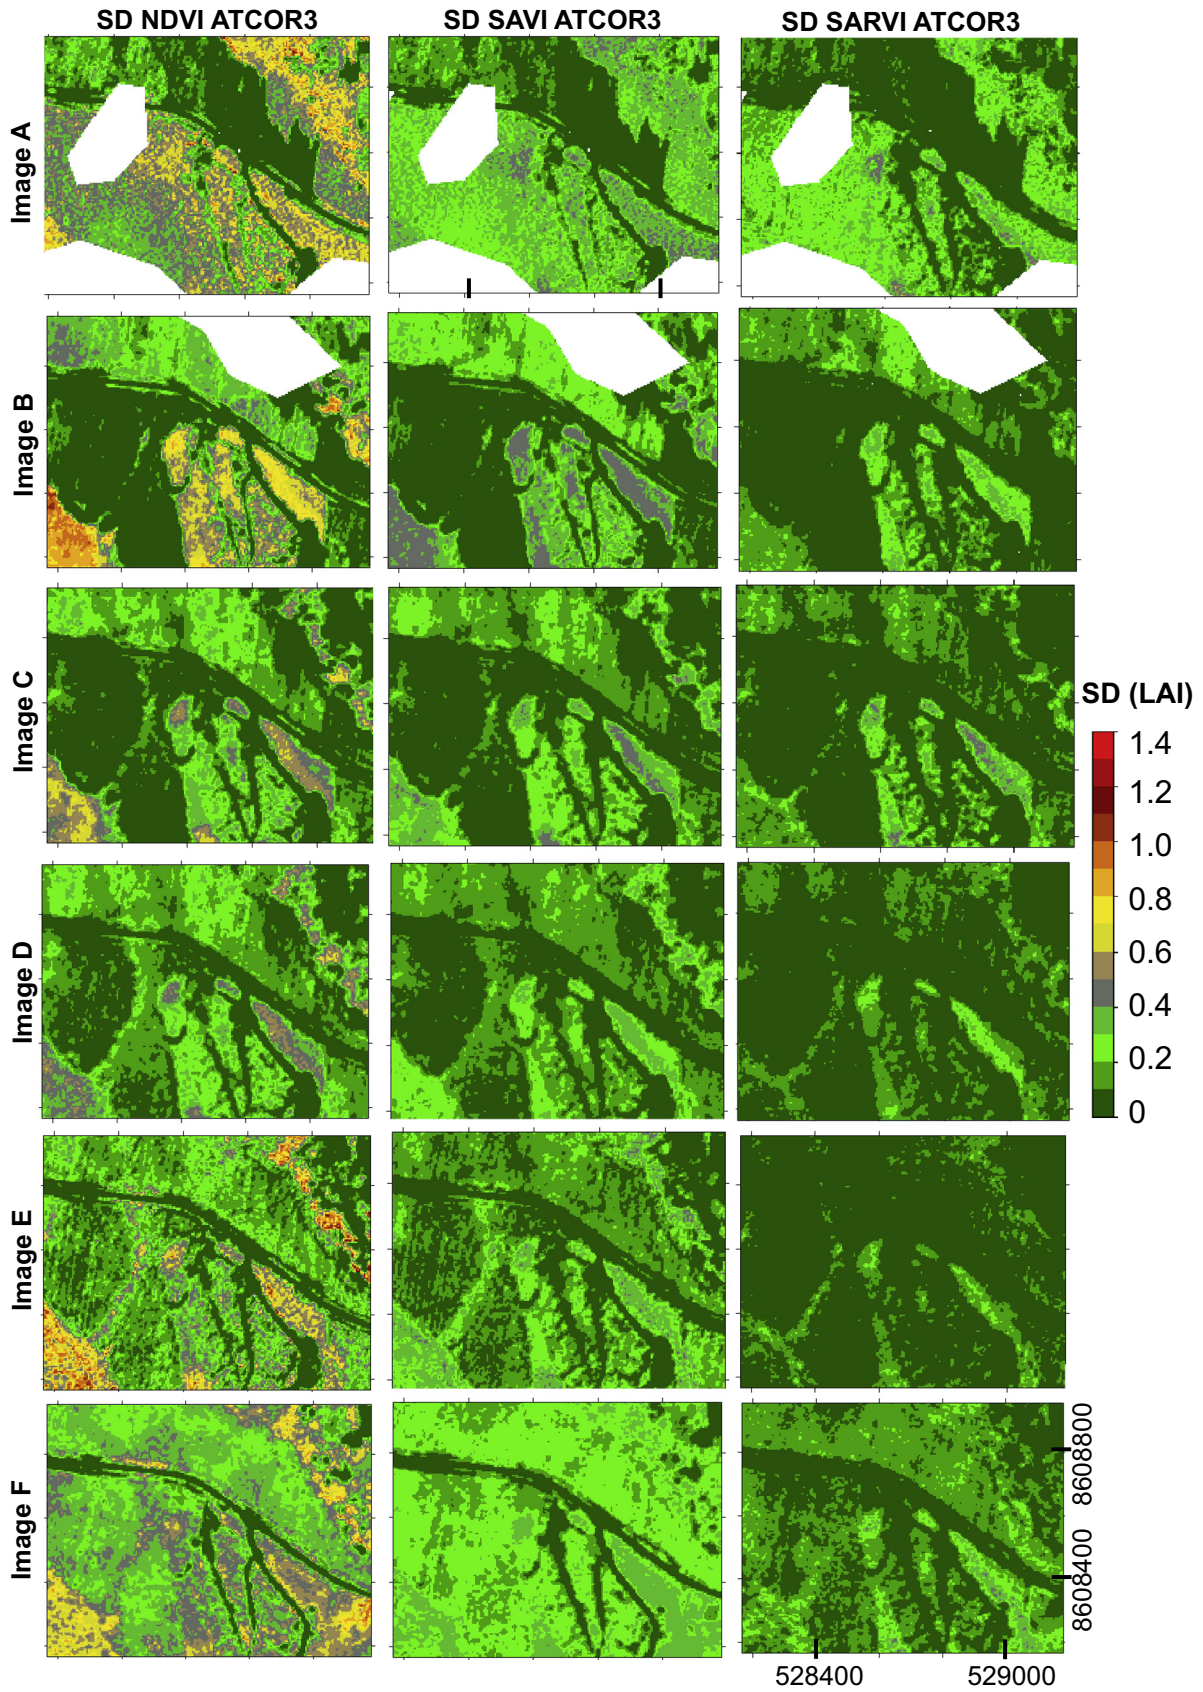 SD NDVI ATCOR3 SD SAVI ATCOR3 SD SARVI ATCOR3
Image A
Image B
Image C
SD (LAI)
1.4
1.2
1.0
0.8
0.6
0.4
0.2
0
Image D
Image E
Image F
8608800
8608400
528400 529000